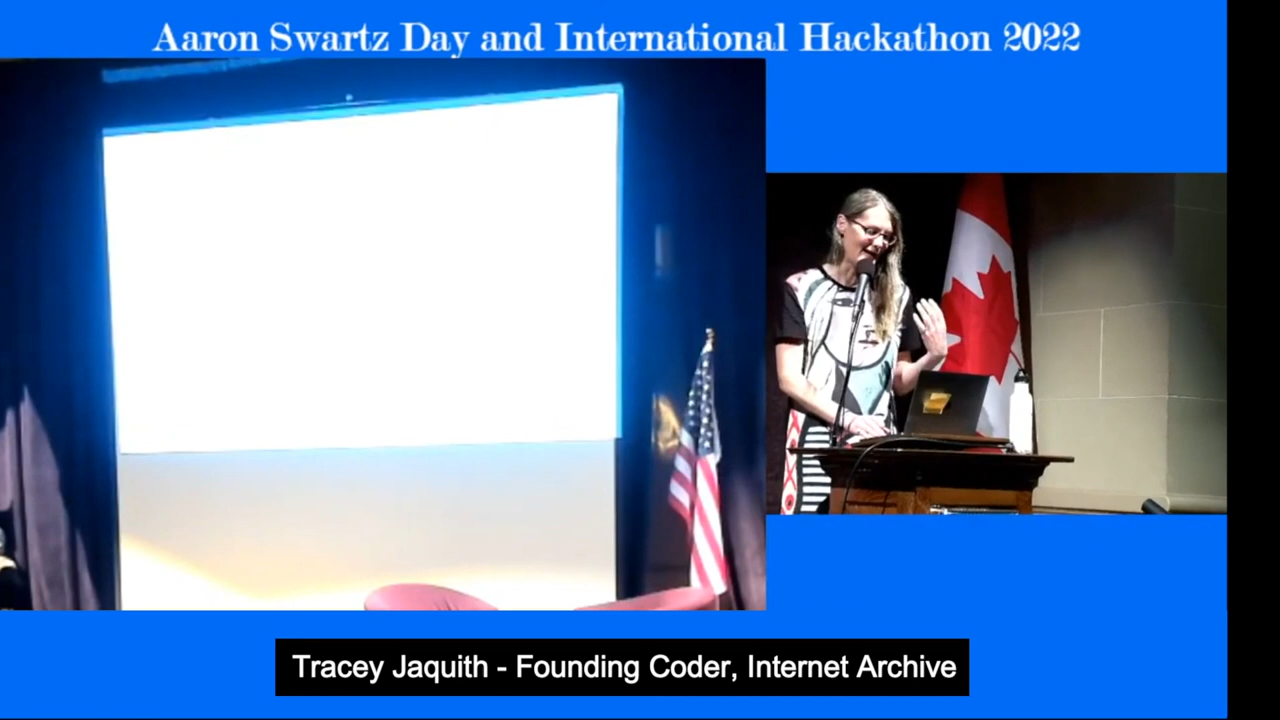 Aaron Swartz Day and International Hackathon 2022
Tracey Jaquith - Founding Coder, Internet Archive